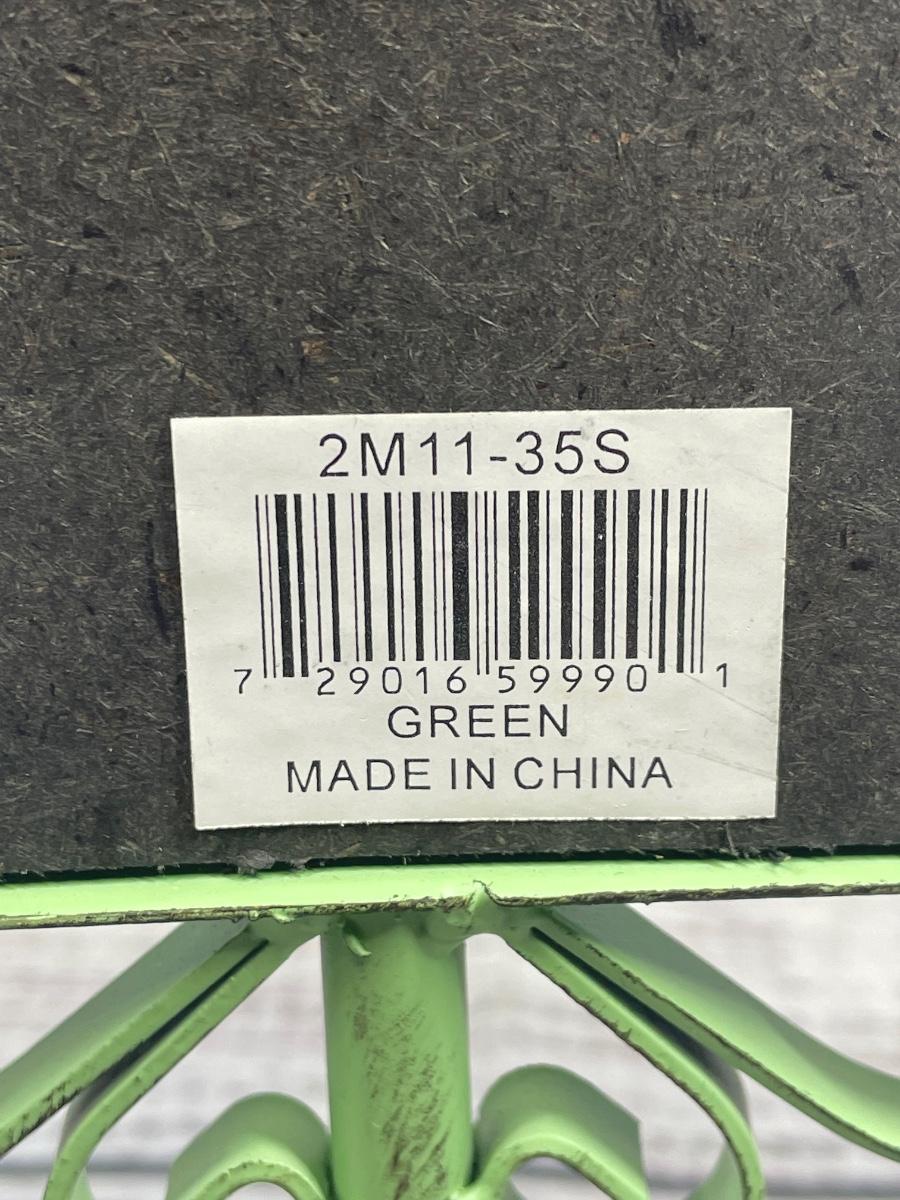 2M11-35S
7 29016 59990 1
GREEN
MADE IN CHINA